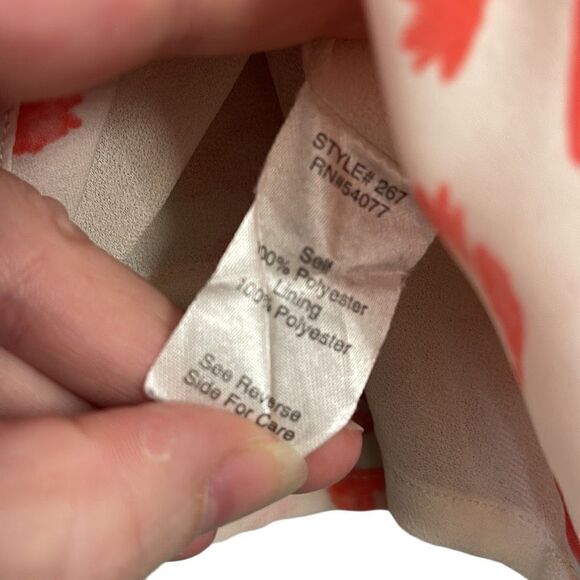 STYLE# 267
RN#54077
Self
100% Polyester
Lining
100% Polyester
See Reverse
Side For Care